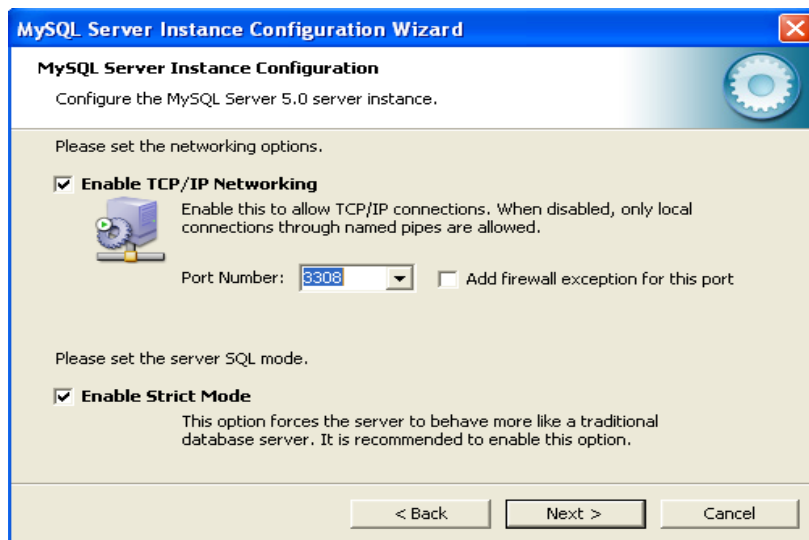 MySQL Server Instance Configuration Wizard
MySQL Server Instance Configuration
Configure the MySQL Server 5.0 server instance.
Please set the networking options.
Enable TCP/IP Networking
Enable this to allow TCP/IP connections. When disabled, only local
connections through named pipes are allowed.
Port Number: 3308 Add firewall exception for this port
Please set the server SQL mode.
Enable Strict Mode
This option forces the server to behave more like a traditional
database server. It is recommended to enable this option.
< Back Next > Cancel